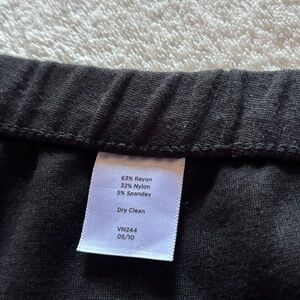 63% Rayon
32% Nylon
5% Spandex
Dry Clean
VN244
05/10